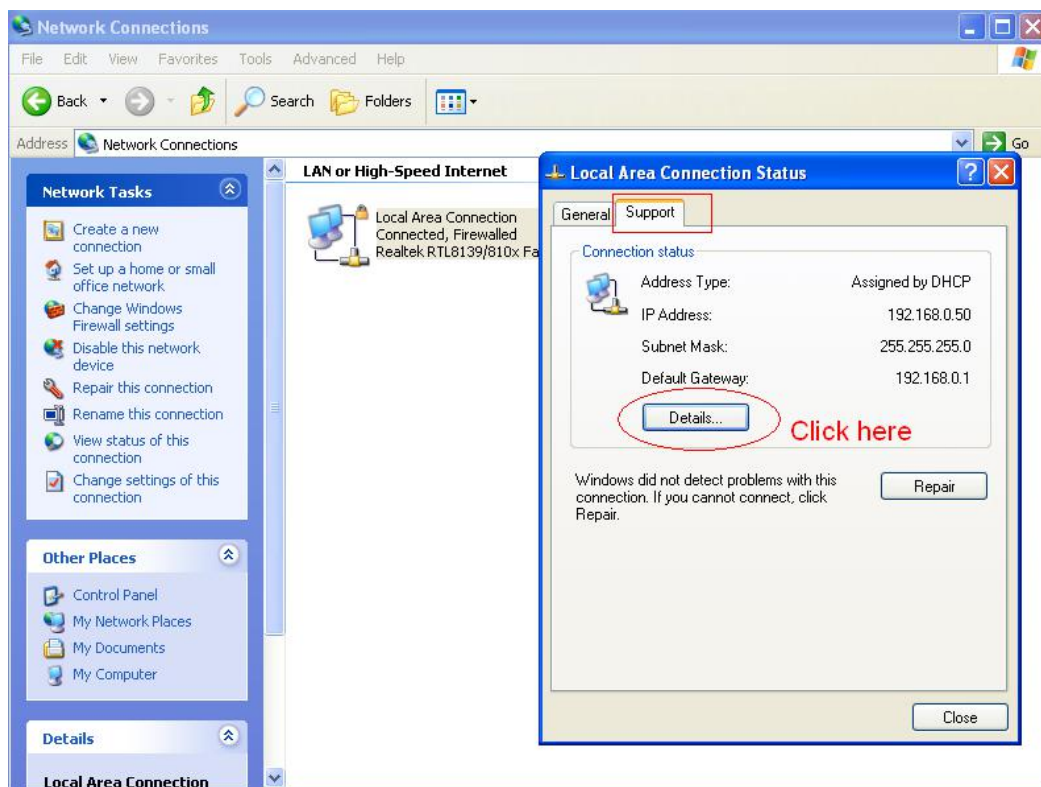 Network Connections
File Edit View Favorites Tools Advanced Help
Back Search Folders
Address Network Connections Go
Network Tasks
Create a new
connection
Set up a home or small
office network
Change Windows
Firewall settings
Disable this network
device
Repair this connection
Rename this connection
View status of this
connection
Change settings of this
connection
Other Places
Control Panel
My Network Places
My Documents
My Computer
Details
Local Area Connection
LAN or High-Speed Internet
Local Area Connection
Connected, Firewalled
Realtek RTL8139/810x Fa
Local Area Connection Status
General Support
Connection status
Address Type: Assigned by DHCP
IP Address: 192.168.0.50
Subnet Mask: 255.255.255.0
Default Gateway: 192.168.0.1
Details... Click here
Windows did not detect problems with this
connection. If you cannot connect, click
Repair.
Repair
Close